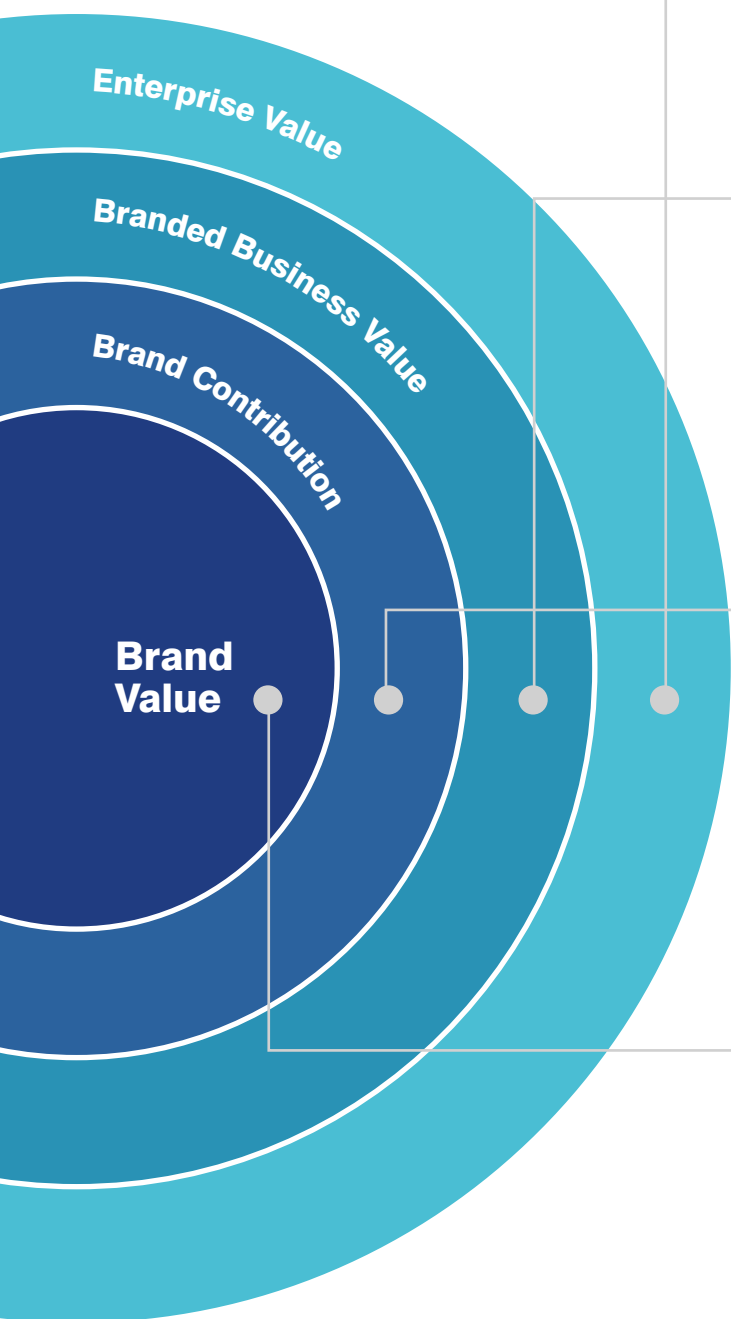 Enterprise Value
Branded Business Value
Brand Contribution
Brand
Value